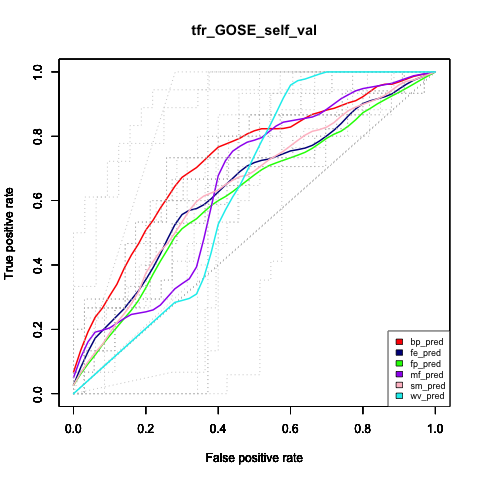 tfr_GOSE_self_val
True positive rate
1.0
0.8
0.6
0.4
0.2
0.0
bp_pred
fe_pred
fp_pred
mf_pred
sm_pred
wv_pred
0.0 0.2 0.4 0.6 0.8 1.0
False positive rate